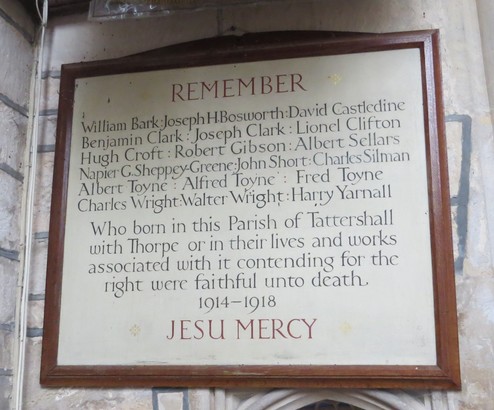 REMEMBER
William Bark : Joseph H Bosworth : David Castledine
Benjamin Clark : Joseph Clark : Lionel Clifton
Hugh Croft : Robert Gibson : Albert Sellars
Napier G. Sheppey-Greene : John Short : Charles Silman
Albert Toyne : Alfred Toyne : Fred Toyne
Charles Wright : Walter Wright : Harry Yarnall
Who born in this Parish of Tattershall
with Thorpe or in their lives and works
associated with it contending for the
right were faithful unto death.
1914-1918
JESU MERCY